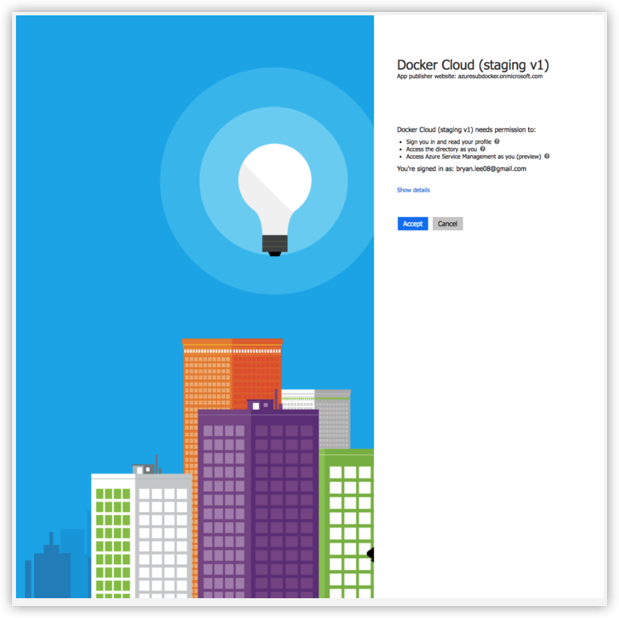 Docker Cloud (staging v1)
App publisher website: azuresubdocker.onmicrosoft.com
Docker Cloud (staging v1) needs permission to:
• Sign you in and read your profile ?
• Access the directory as you ?
• Access Azure Service Management as you (preview) ?
You're signed in as: bryan.lee08@gmail.com
Show details
Accept Cancel